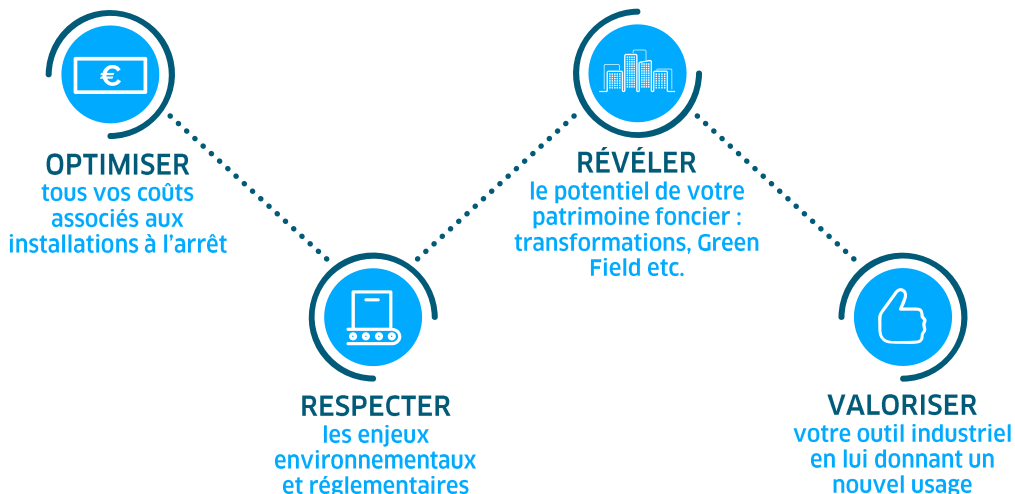 €
OPTIMISER
tous vos coûts
associés aux
installations à l'arrêt
RESPECTER
les enjeux
environnementaux
et réglementaires
RÉVÉLER
le potentiel de votre
patrimoine foncier :
transformations, Green
Field etc.
VALORISER
votre outil industriel
en lui donnant un
nouvel usage